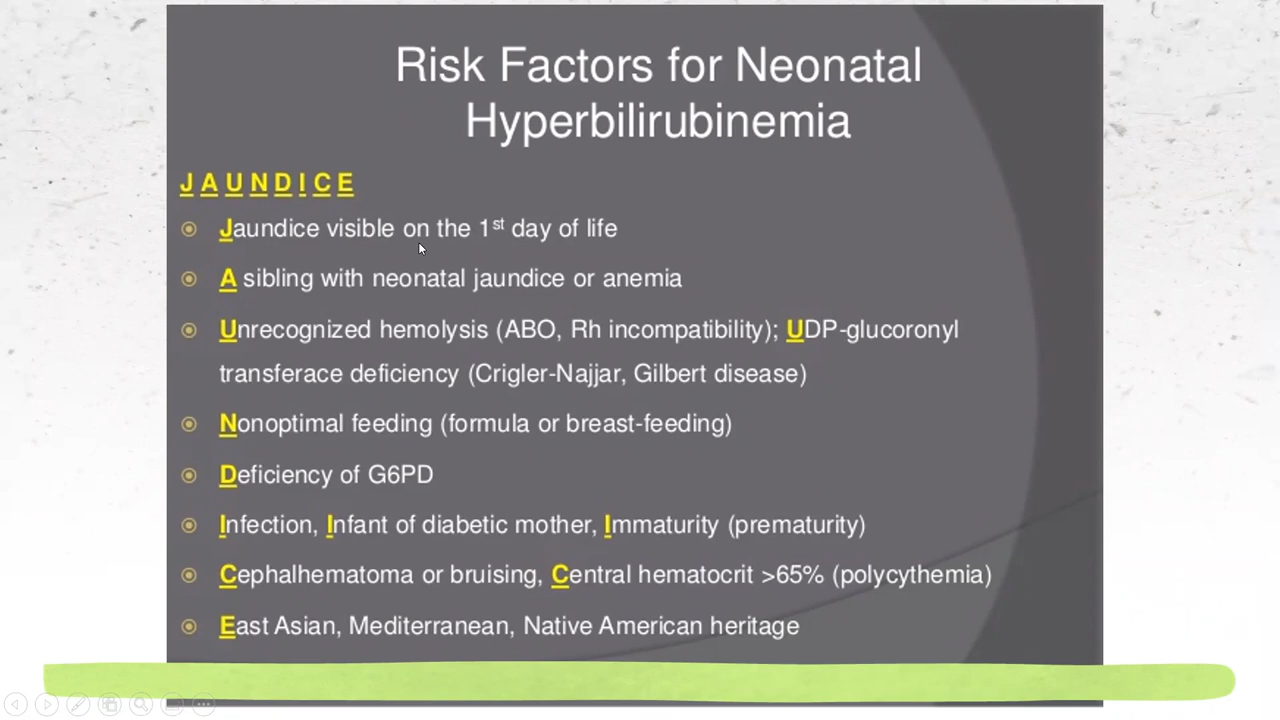 Risk Factors for Neonatal
Hyperbilirubinemia
J A U N D I C E
Jaundice visible on the 1st day of life
A sibling with neonatal jaundice or anemia
Unrecognized hemolysis (ABO, Rh incompatibility); UDP-glucoronyl
transferace deficiency (Crigler-Najjar, Gilbert disease)
Nonoptimal feeding (formula or breast-feeding)
Deficiency of G6PD
Infection, Infant of diabetic mother, Immaturity (prematurity)
Cephalhematoma or bruising, Central hematocrit >65% (polycythemia)
East Asian, Mediterranean, Native American heritage